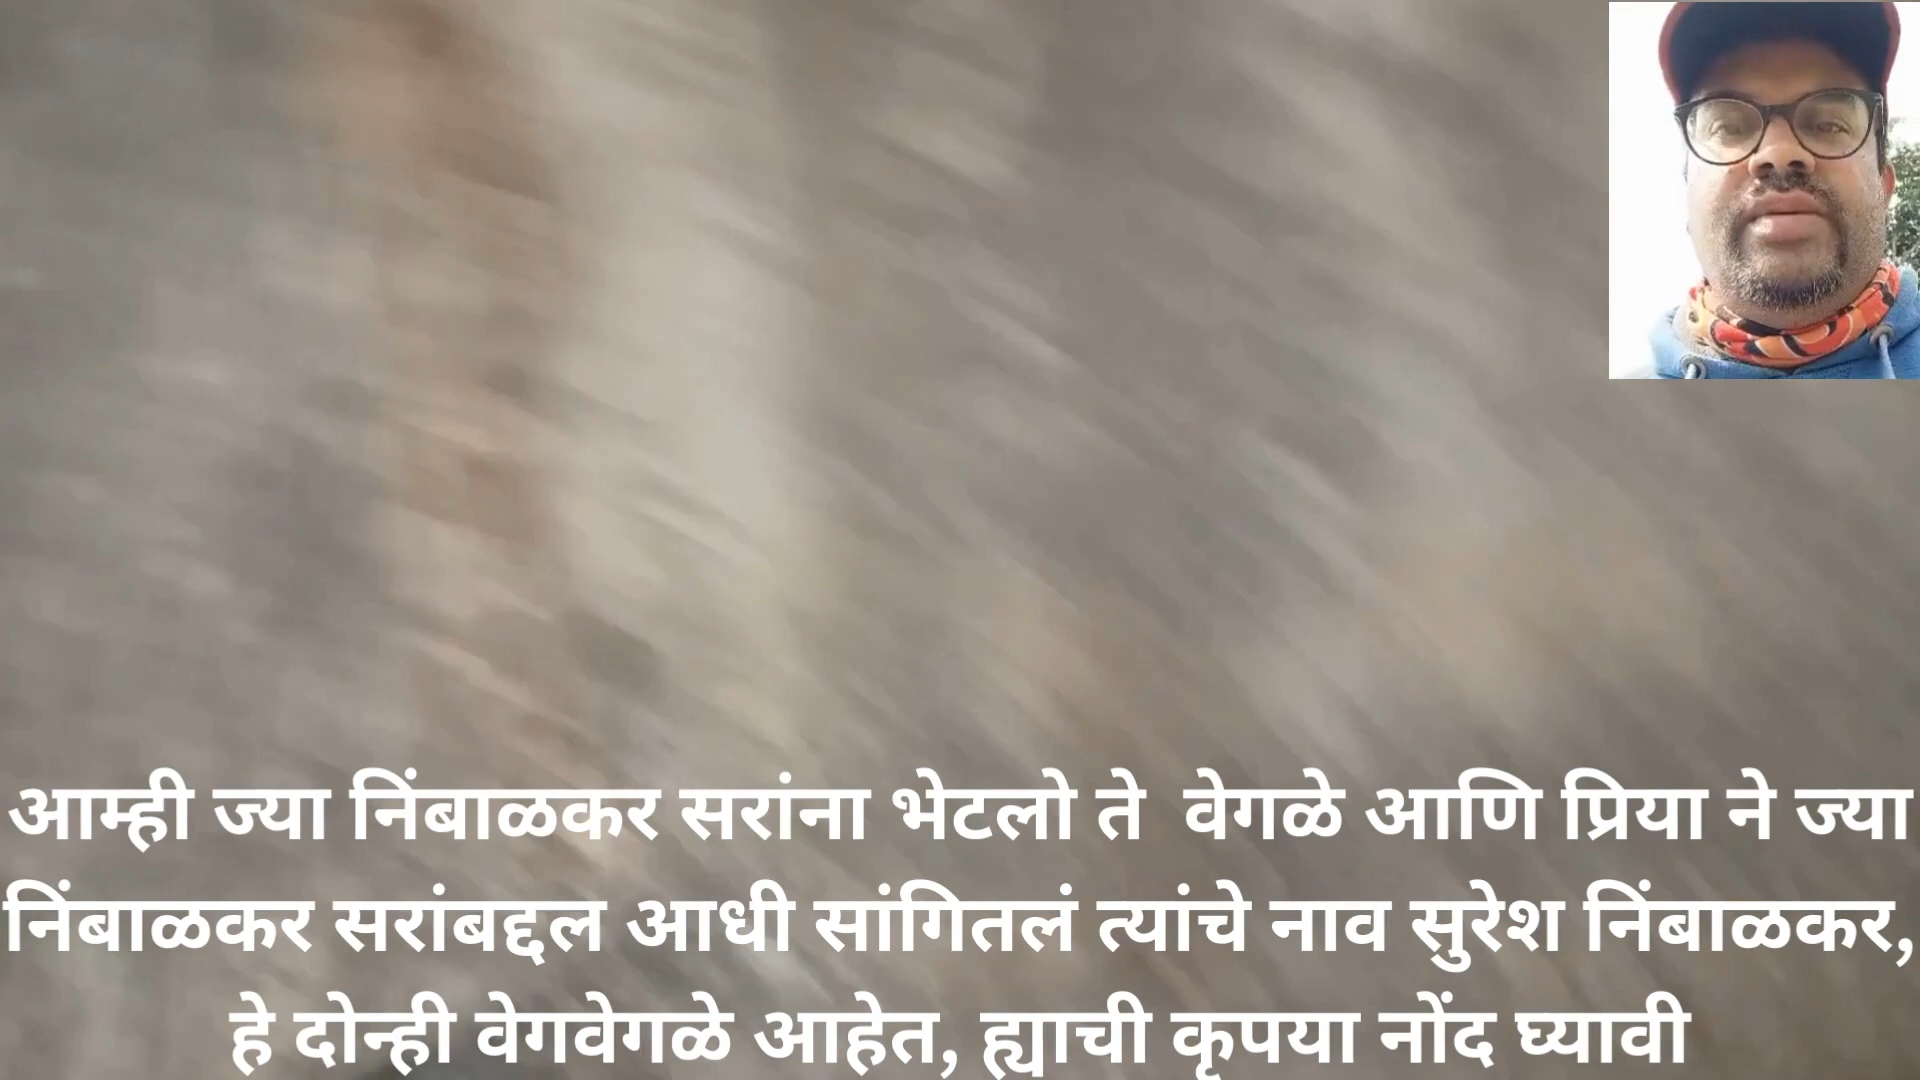 आम्ही ज्या निंबाळकर सरांना भेटलो ते वेगळे आणि प्रिया ने ज्या
निंबाळकर सरांबद्दल आधी सांगितलं त्यांचे नाव सुरेश निंबाळकर,
हे दोन्ही वेगवेगळे आहेत, ह्याची कृपया नोंद घ्यावी